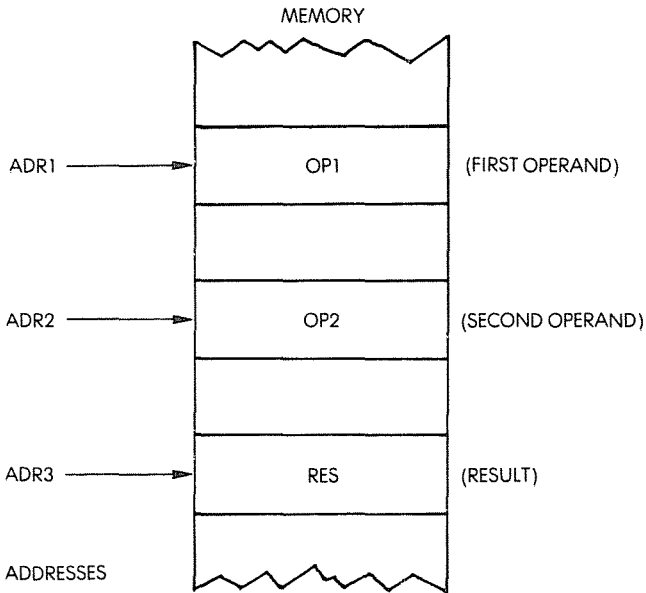 MEMORY
ADR1 OP1 (FIRST OPERAND)
ADR2 OP2 (SECOND OPERAND)
ADR3 RES (RESULT)
ADDRESSES